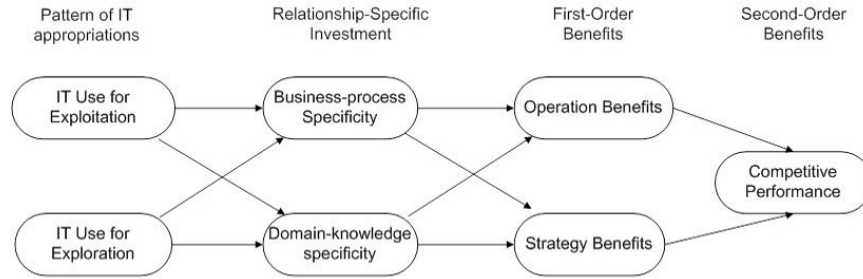 Pattern of IT
appropriations
Relationship-Specific
Investment
First-Order
Benefits
Second-Order
Benefits
IT Use for
Exploitation
Business-process
Specificity
Operation Benefits
Competitive
Performance
IT Use for
Exploration
Domain-knowledge
specificity
Strategy Benefits